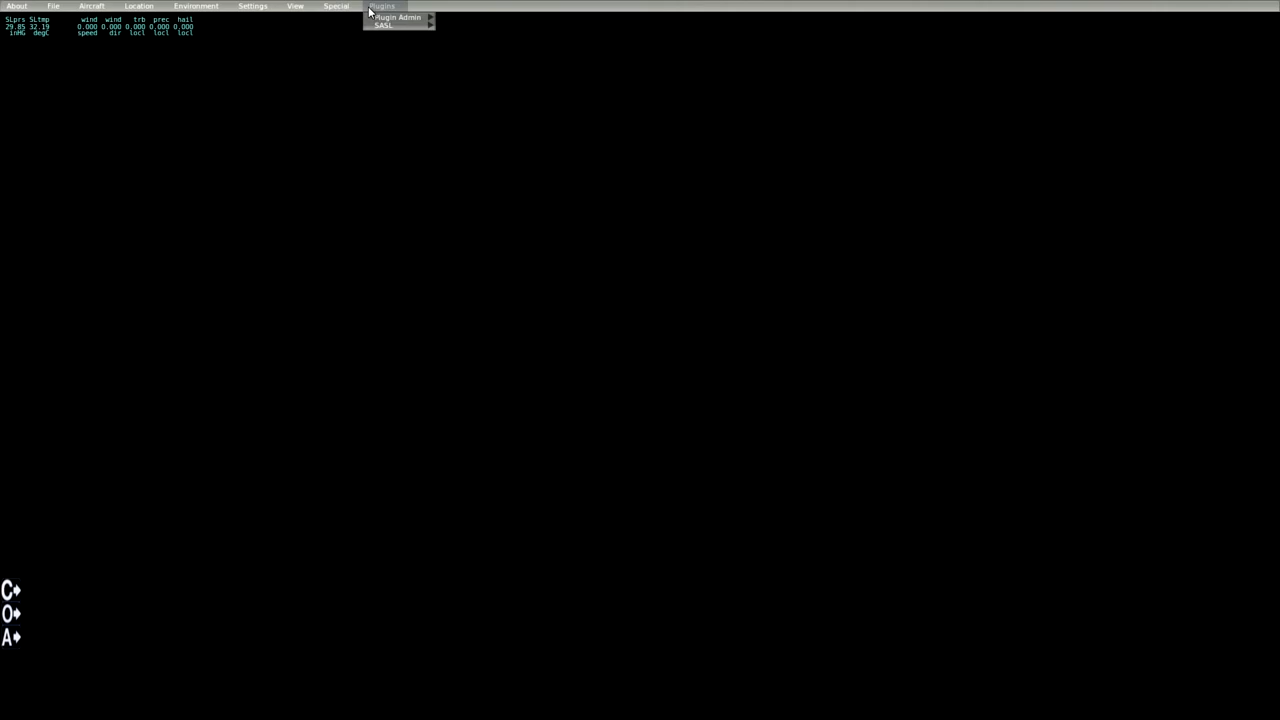 About File Aircraft Location Environment Settings View Special Plugins
Plugin Admin
SASL
SLprs SLtmp wind wind trb prec hail
29.85 32.19 0.000 0.000 0.000 0.000 0.000
inHG degC speed dir locl locl locl
C
O
A